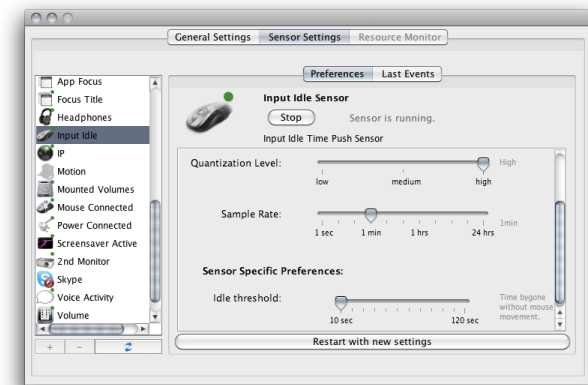 General Settings Sensor Settings Resource Monitor
Preferences Last Events
App Focus
Focus Title
Headphones
Input Idle
IP
Motion
Mounted Volumes
Mouse Connected
Power Connected
Screensaver Active
2nd Monitor
Skype
Voice Activity
Volume
+ -
Input Idle Sensor
Stop Sensor is running.
Input Idle Time Push Sensor
Quantization Level: High
low medium high
Sample Rate: 1min
1 sec 1 min 1 hrs 24 hrs
Sensor Specific Preferences:
Idle threshold: Time bygone
without mouse
movement.
10 sec 120 sec
Restart with new settings